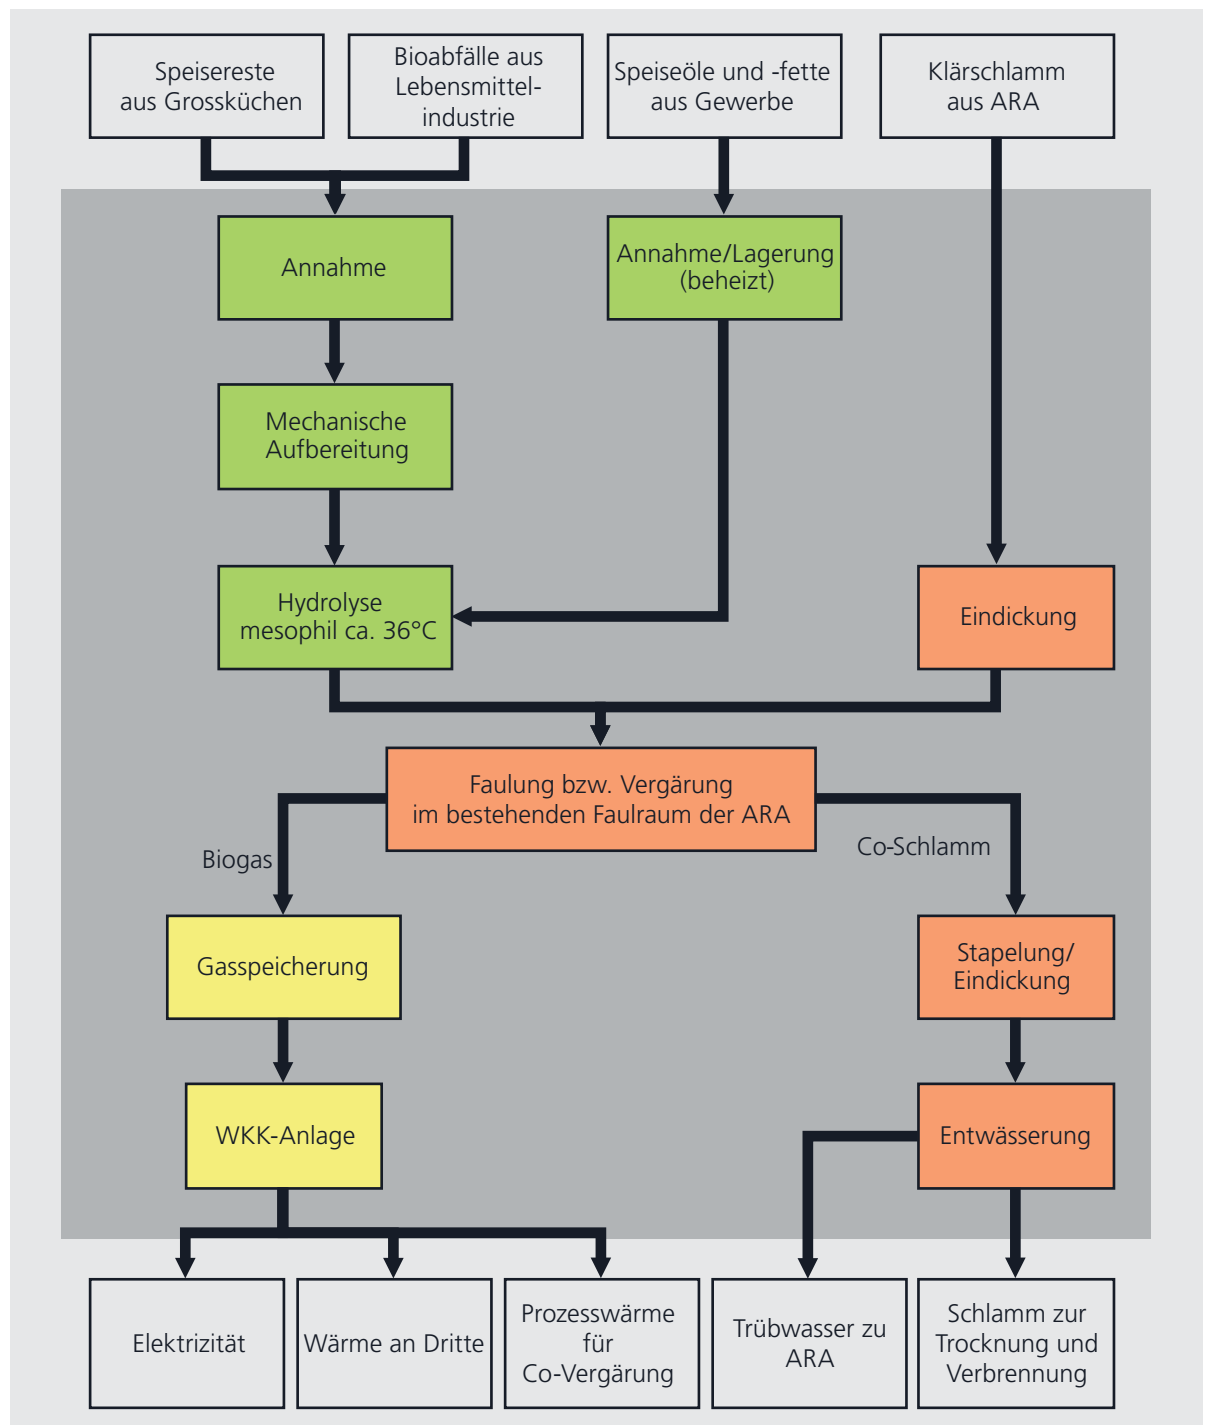 Speisereste
aus Grossküchen
Bioabfälle aus
Lebensmittel-
industrie
Speiseöle und -fette
aus Gewerbe
Klärschlamm
aus ARA
Annahme
Annahme/Lagerung
(beheizt)
Mechanische
Aufbereitung
Hydrolyse
mesophil ca. 36°C
Eindickung
Faulung bzw. Vergärung
im bestehenden Faulraum der ARA
Biogas
Co-Schlamm
Gasspeicherung
Stapelung/
Eindickung
WKK-Anlage
Entwässerung
Elektrizität
Wärme an Dritte
Prozesswärme
für
Co-Vergärung
Trübwasser zu
ARA
Schlamm zur
Trocknung und
Verbrennung